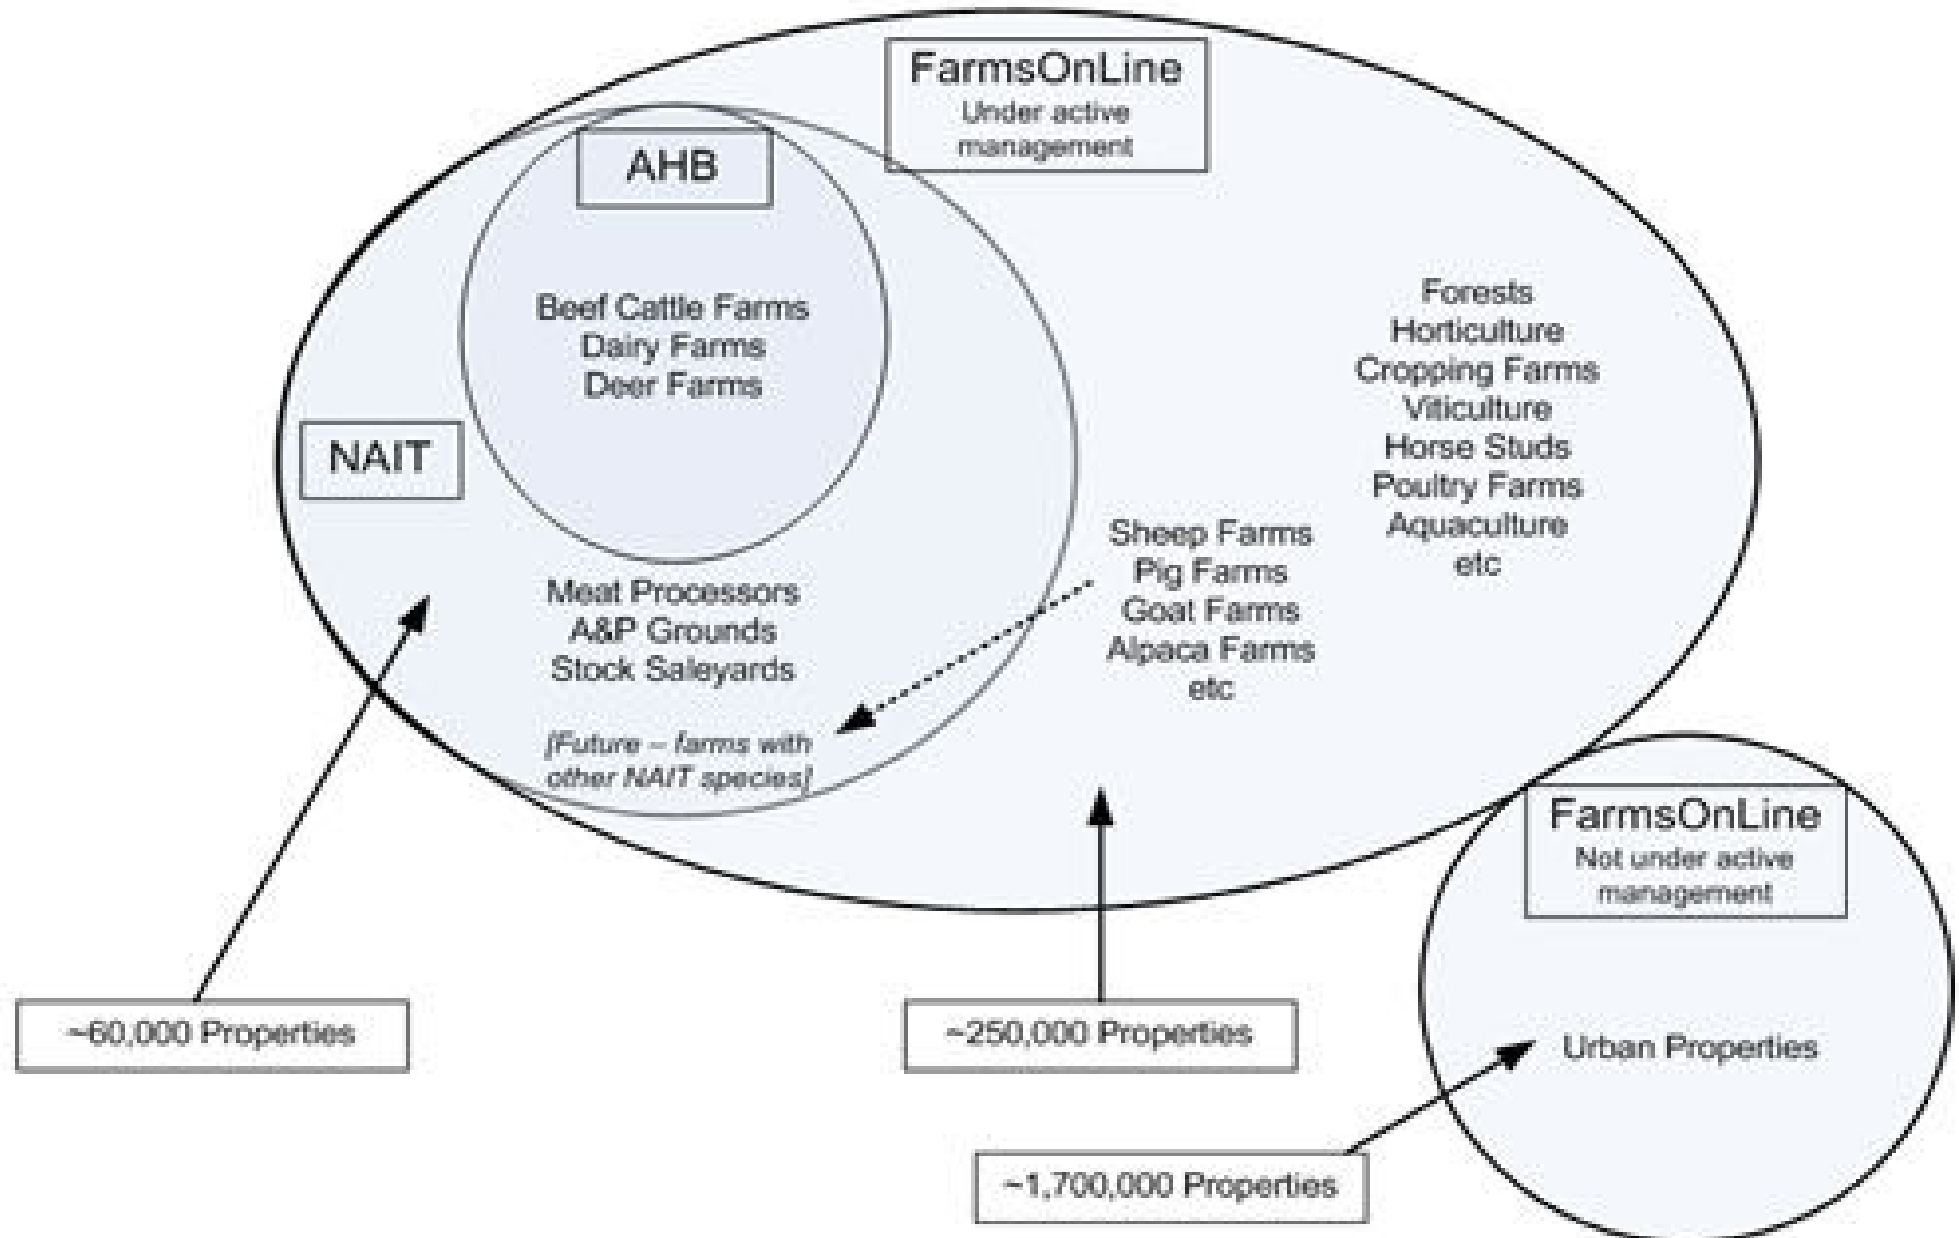 FarmsOnLine
Under active
management
AHB
Beef Cattle Farms
Dairy Farms
Deer Farms
NAIT
Meat Processors
A&P Grounds
Stock Saleyards
[Future – farms with
other NAIT species]
Forests
Horticulture
Cropping Farms
Viticulture
Horse Studs
Poultry Farms
Aquaculture
etc
Sheep Farms
Pig Farms
Goat Farms
Alpaca Farms
etc
FarmsOnLine
Not under active
management
Urban Properties
~60,000 Properties
~250,000 Properties
~1,700,000 Properties